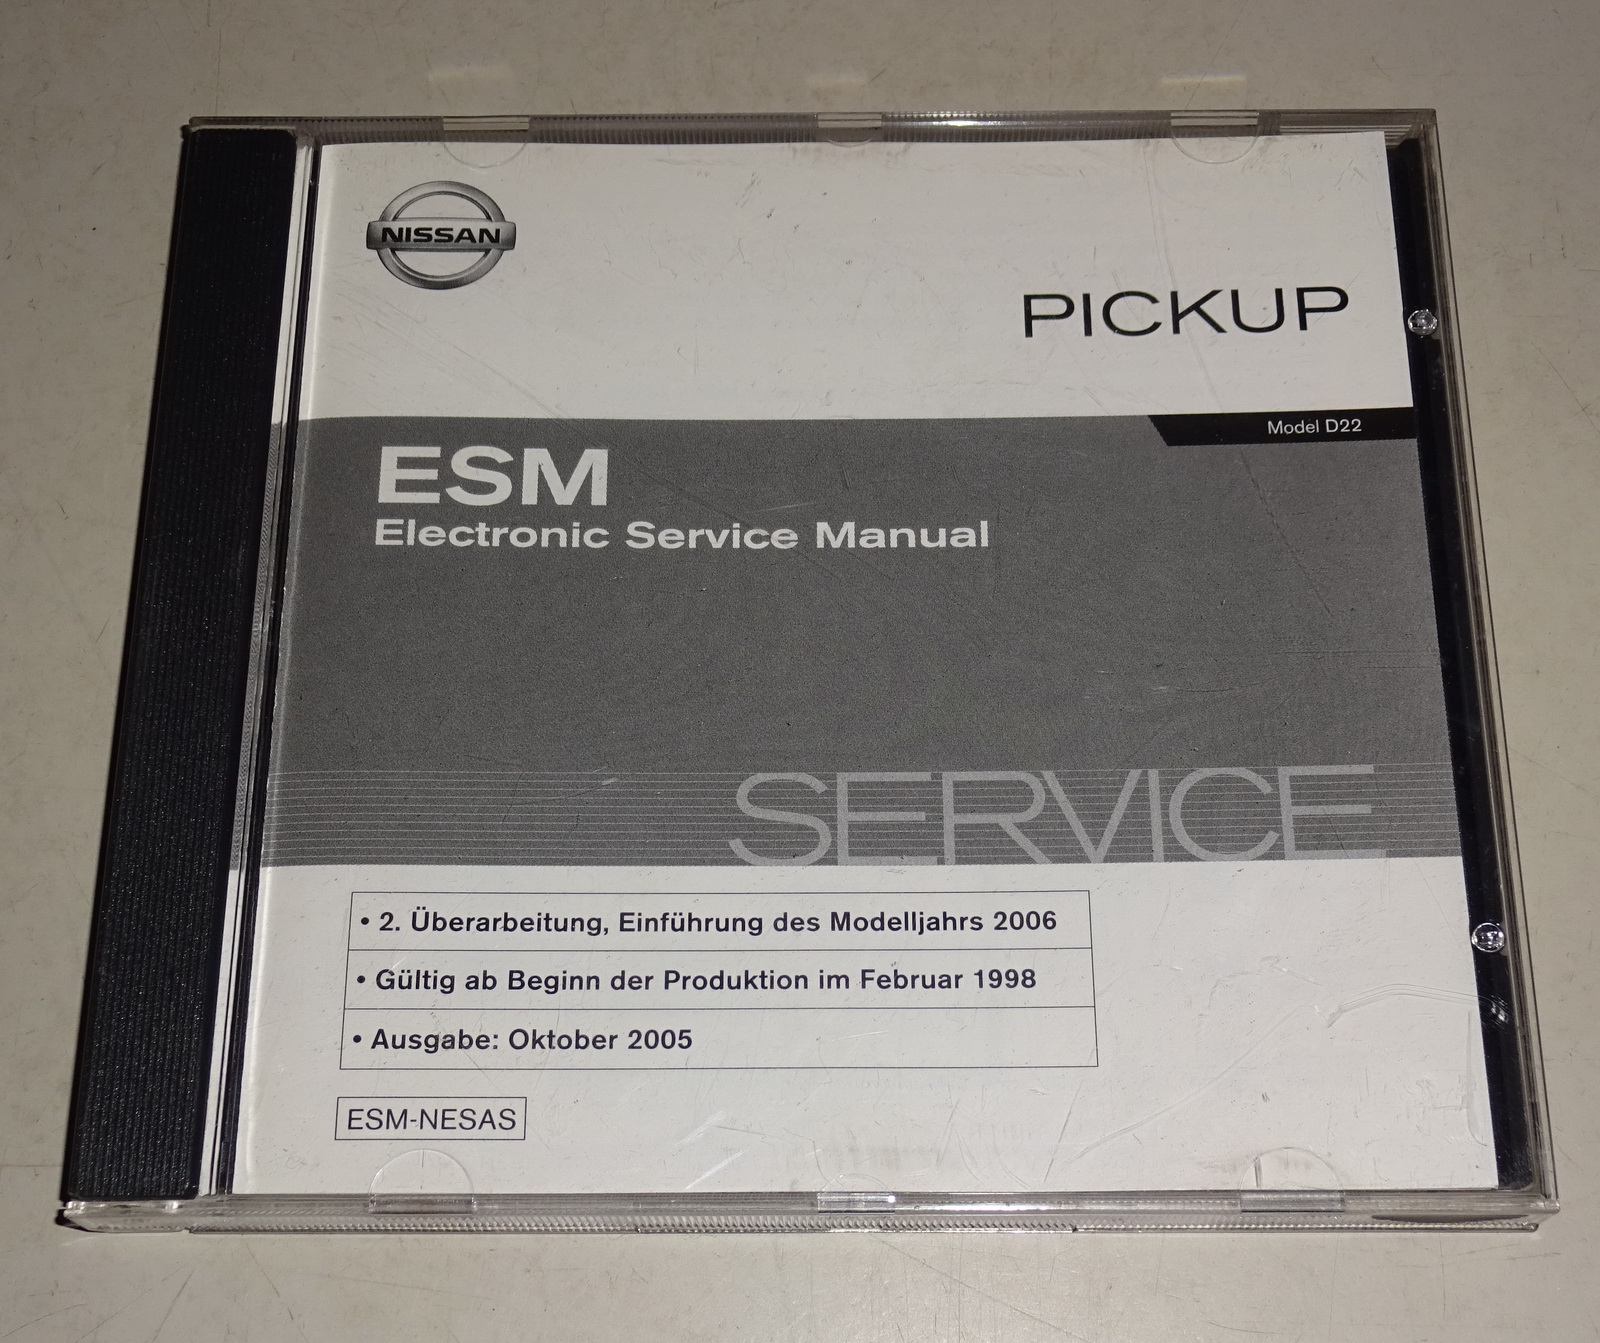 NISSAN
PICKUP
Model D22
ESM
Electronic Service Manual
SERVICE
• 2. Überarbeitung, Einführung des Modelljahrs 2006
• Gültig ab Beginn der Produktion im Februar 1998
• Ausgabe: Oktober 2005
ESM-NESAS